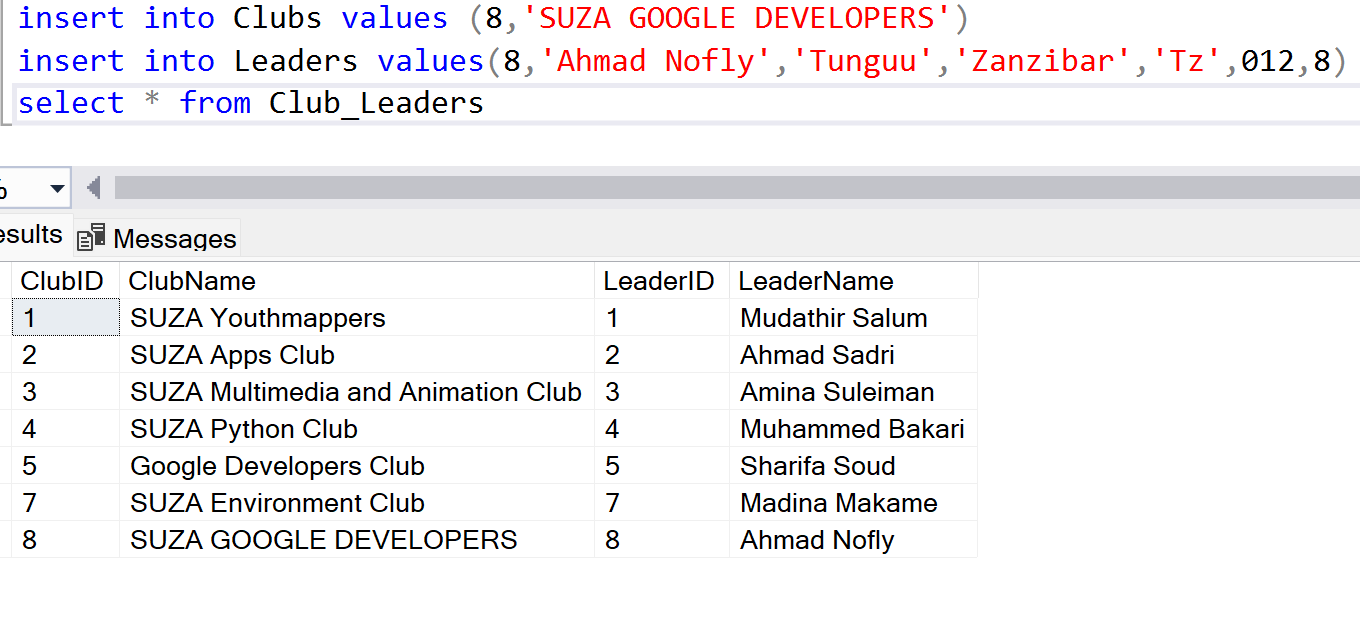 insert into Clubs values (8,'SUZA GOOGLE DEVELOPERS')
insert into Leaders values(8,'Ahmad Nofly','Tunguu','Zanzibar','Tz',012,8)
select * from Club_Leaders
%
esults Messages
ClubID ClubName LeaderID LeaderName
1 SUZA Youthmappers 1 Mudathir Salum
2 SUZA Apps Club 2 Ahmad Sadri
3 SUZA Multimedia and Animation Club 3 Amina Suleiman
4 SUZA Python Club 4 Muhammed Bakari
5 Google Developers Club 5 Sharifa Soud
7 SUZA Environment Club 7 Madina Makame
8 SUZA GOOGLE DEVELOPERS 8 Ahmad Nofly